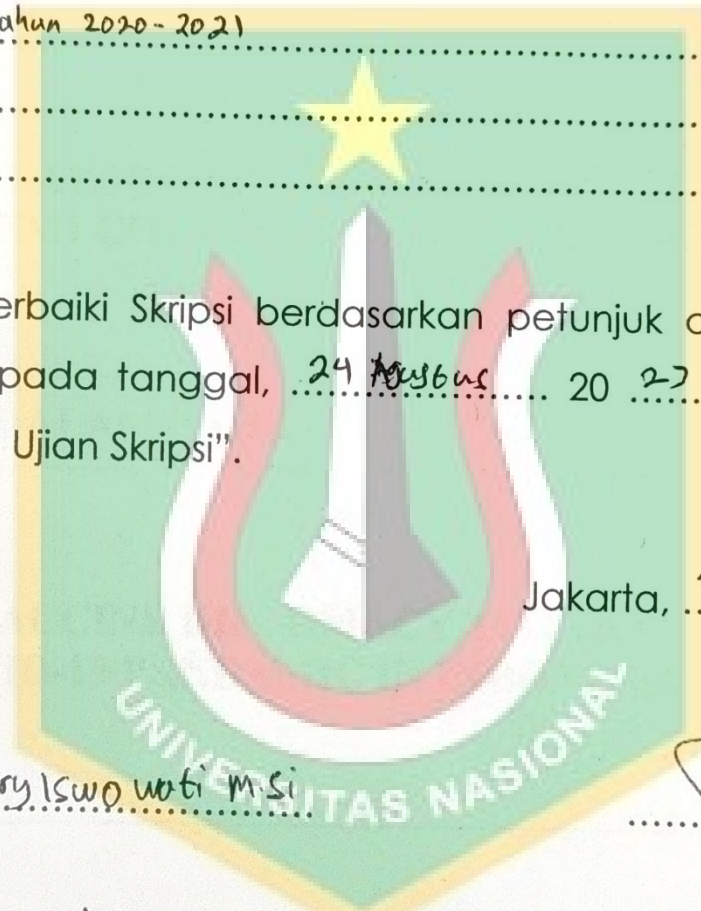 ahun 2020-2021
erbaiki Skripsi berdasarkan petunjuk
pada tanggal, 24 Agustus 20 22
Ujian Skripsi".
Jakarta,
ry Iswowati M.Si
UNIVERSITAS NASIONAL